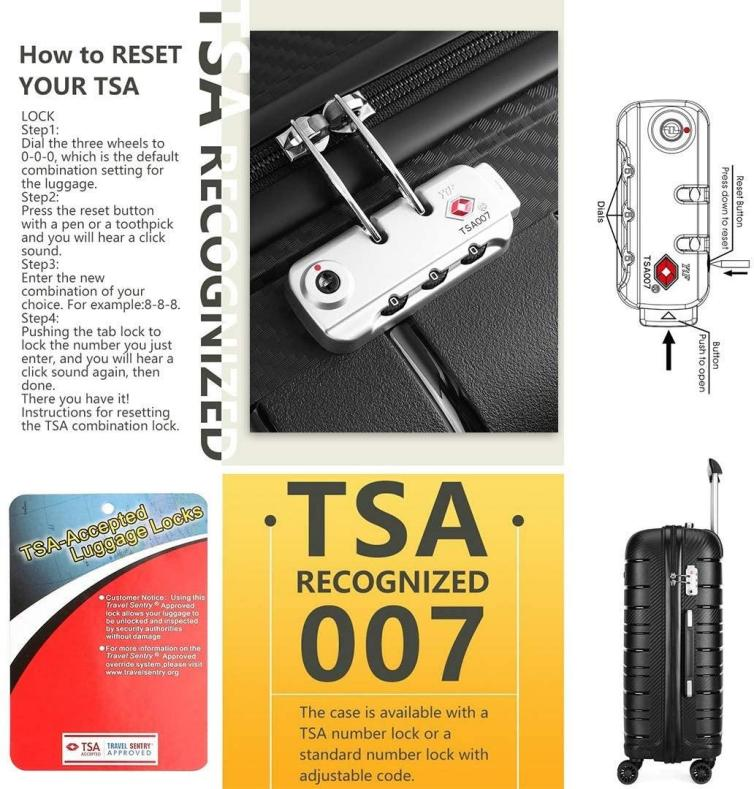 How to RESET
YOUR TSA
LOCK
Step1:
Dial the three wheels to
0-0-0, which is the default
combination setting for
the luggage.
Step2:
Press the reset button
with a pen or a toothpick
and you will hear a click
sound.
Step3:
Enter the new
combination of your
choice. For example:8-8-8.
Step4:
Pushing the tab lock to
lock the number you just
enter, and you will hear a
click sound again, then
done.
There you have it!
Instructions for resetting
the TSA combination lock.
TSA RECOGNIZED
TSA RECOGNIZED
YIF
TSA007
0
0
0
Reset Button
Press down to reset
Dials
YIF
TSA007
Button
Push to open
TSA-Accepted
Luggage Locks
Customer Notice: Using this
Travel Sentry® Approved
lock allows your luggage to
be unlocked and inspected
by security authorities
without damage
For more information on the
Travel Sentry® Approved
override system,please visit
www.travelsentry.org
TSA
ACCEPTED
TRAVEL SENTRY
APPROVED
TSA
RECOGNIZED
007
The case is available with a
TSA number lock or a
standard number lock with
adjustable code.